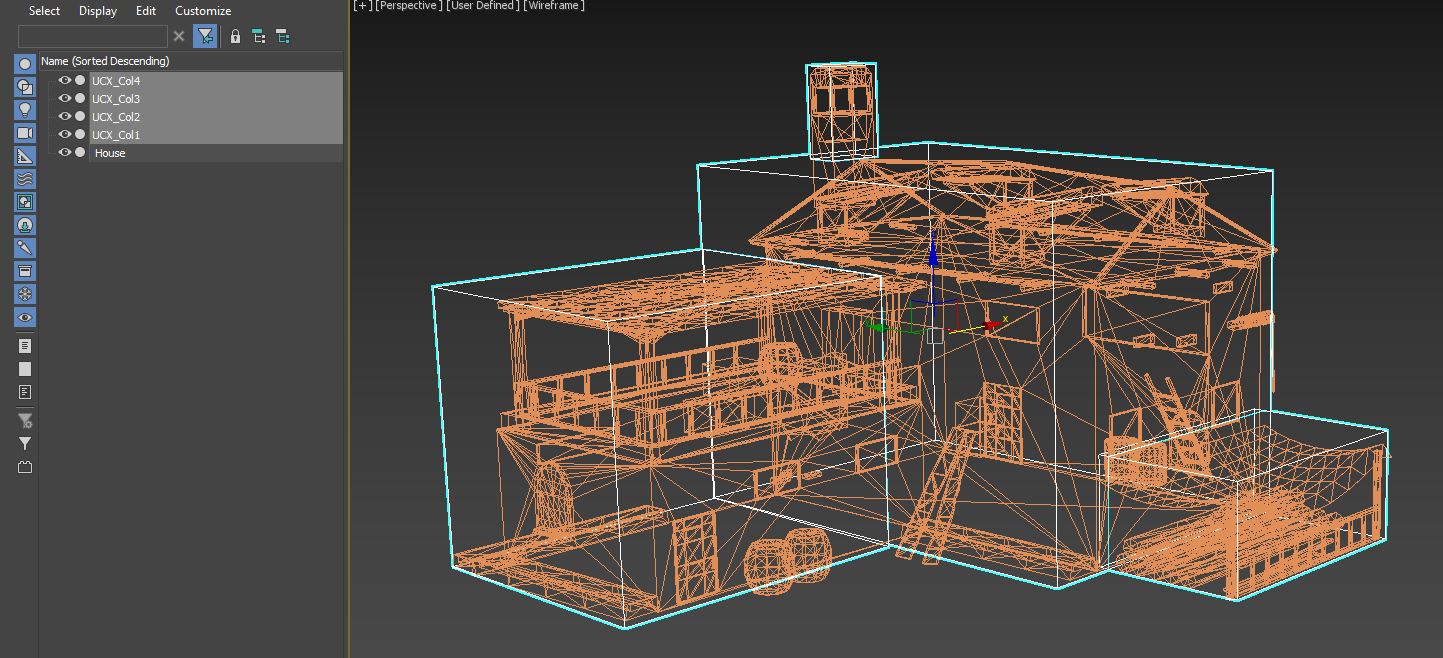 Select Display Edit Customize
[+] [Perspective] [User Defined] [Wireframe]
Name (Sorted Descending)
UCX_Col4
UCX_Col3
UCX_Col2
UCX_Col1
House
x